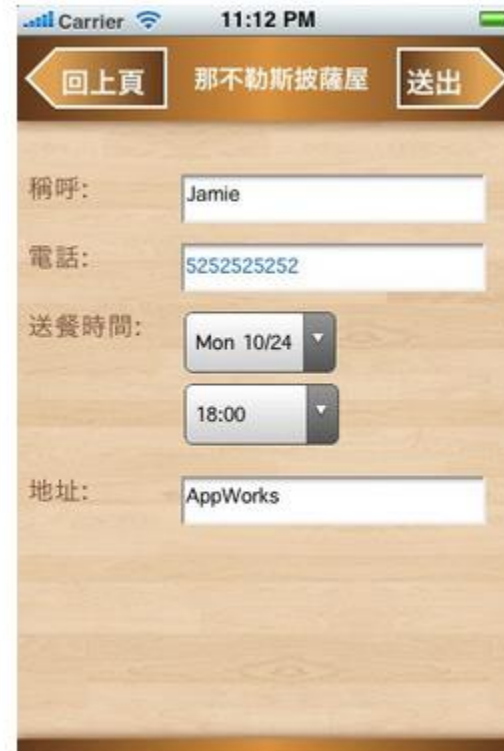 Carrier 11:12 PM
回上頁 那不勒斯披薩屋 送出
稱呼: Jamie
電話: 5252525252
送餐時間: Mon 10/24
18:00
地址: AppWorks